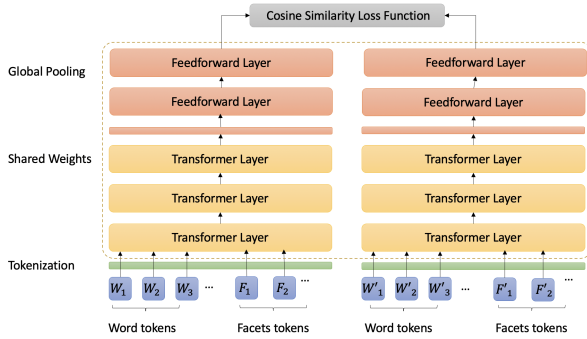 Cosine Similarity Loss Function
Global Pooling
Feedforward Layer
Feedforward Layer
Feedforward Layer
Feedforward Layer
Shared Weights
Transformer Layer
Transformer Layer
Transformer Layer
Transformer Layer
Transformer Layer
Transformer Layer
Tokenization
W₁ W₂ W₃ ... F₁ F₂ ... W'₁ W'₂ W'₃ ... F'₁ F'₂ ...
Word tokens Facets tokens Word tokens Facets tokens